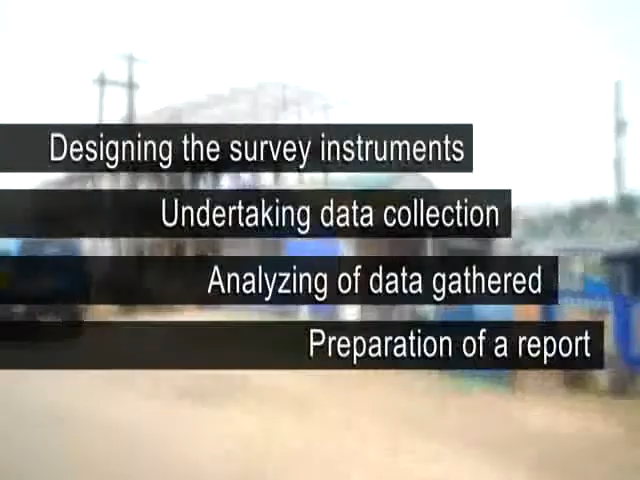 Designing the survey instruments
Undertaking data collection
Analyzing of data gathered
Preparation of a report